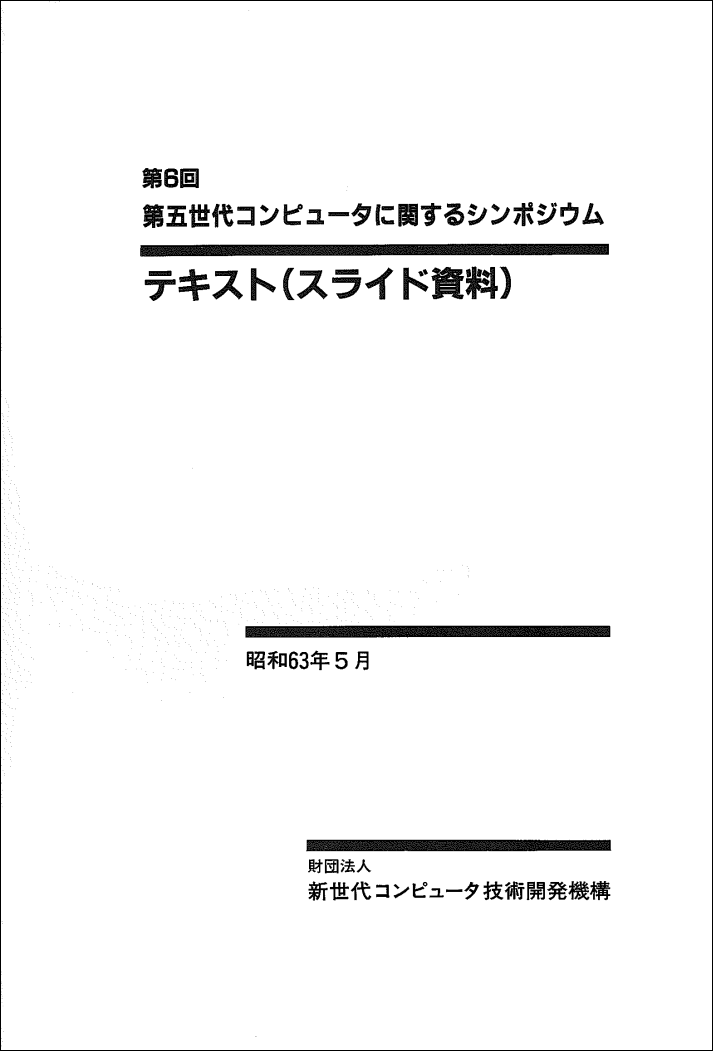 第6回
第五世代コンピュータに関するシンポジウム
テキスト(スライド資料)
昭和63年5月
財団法人
新世代コンピュータ技術開発機構